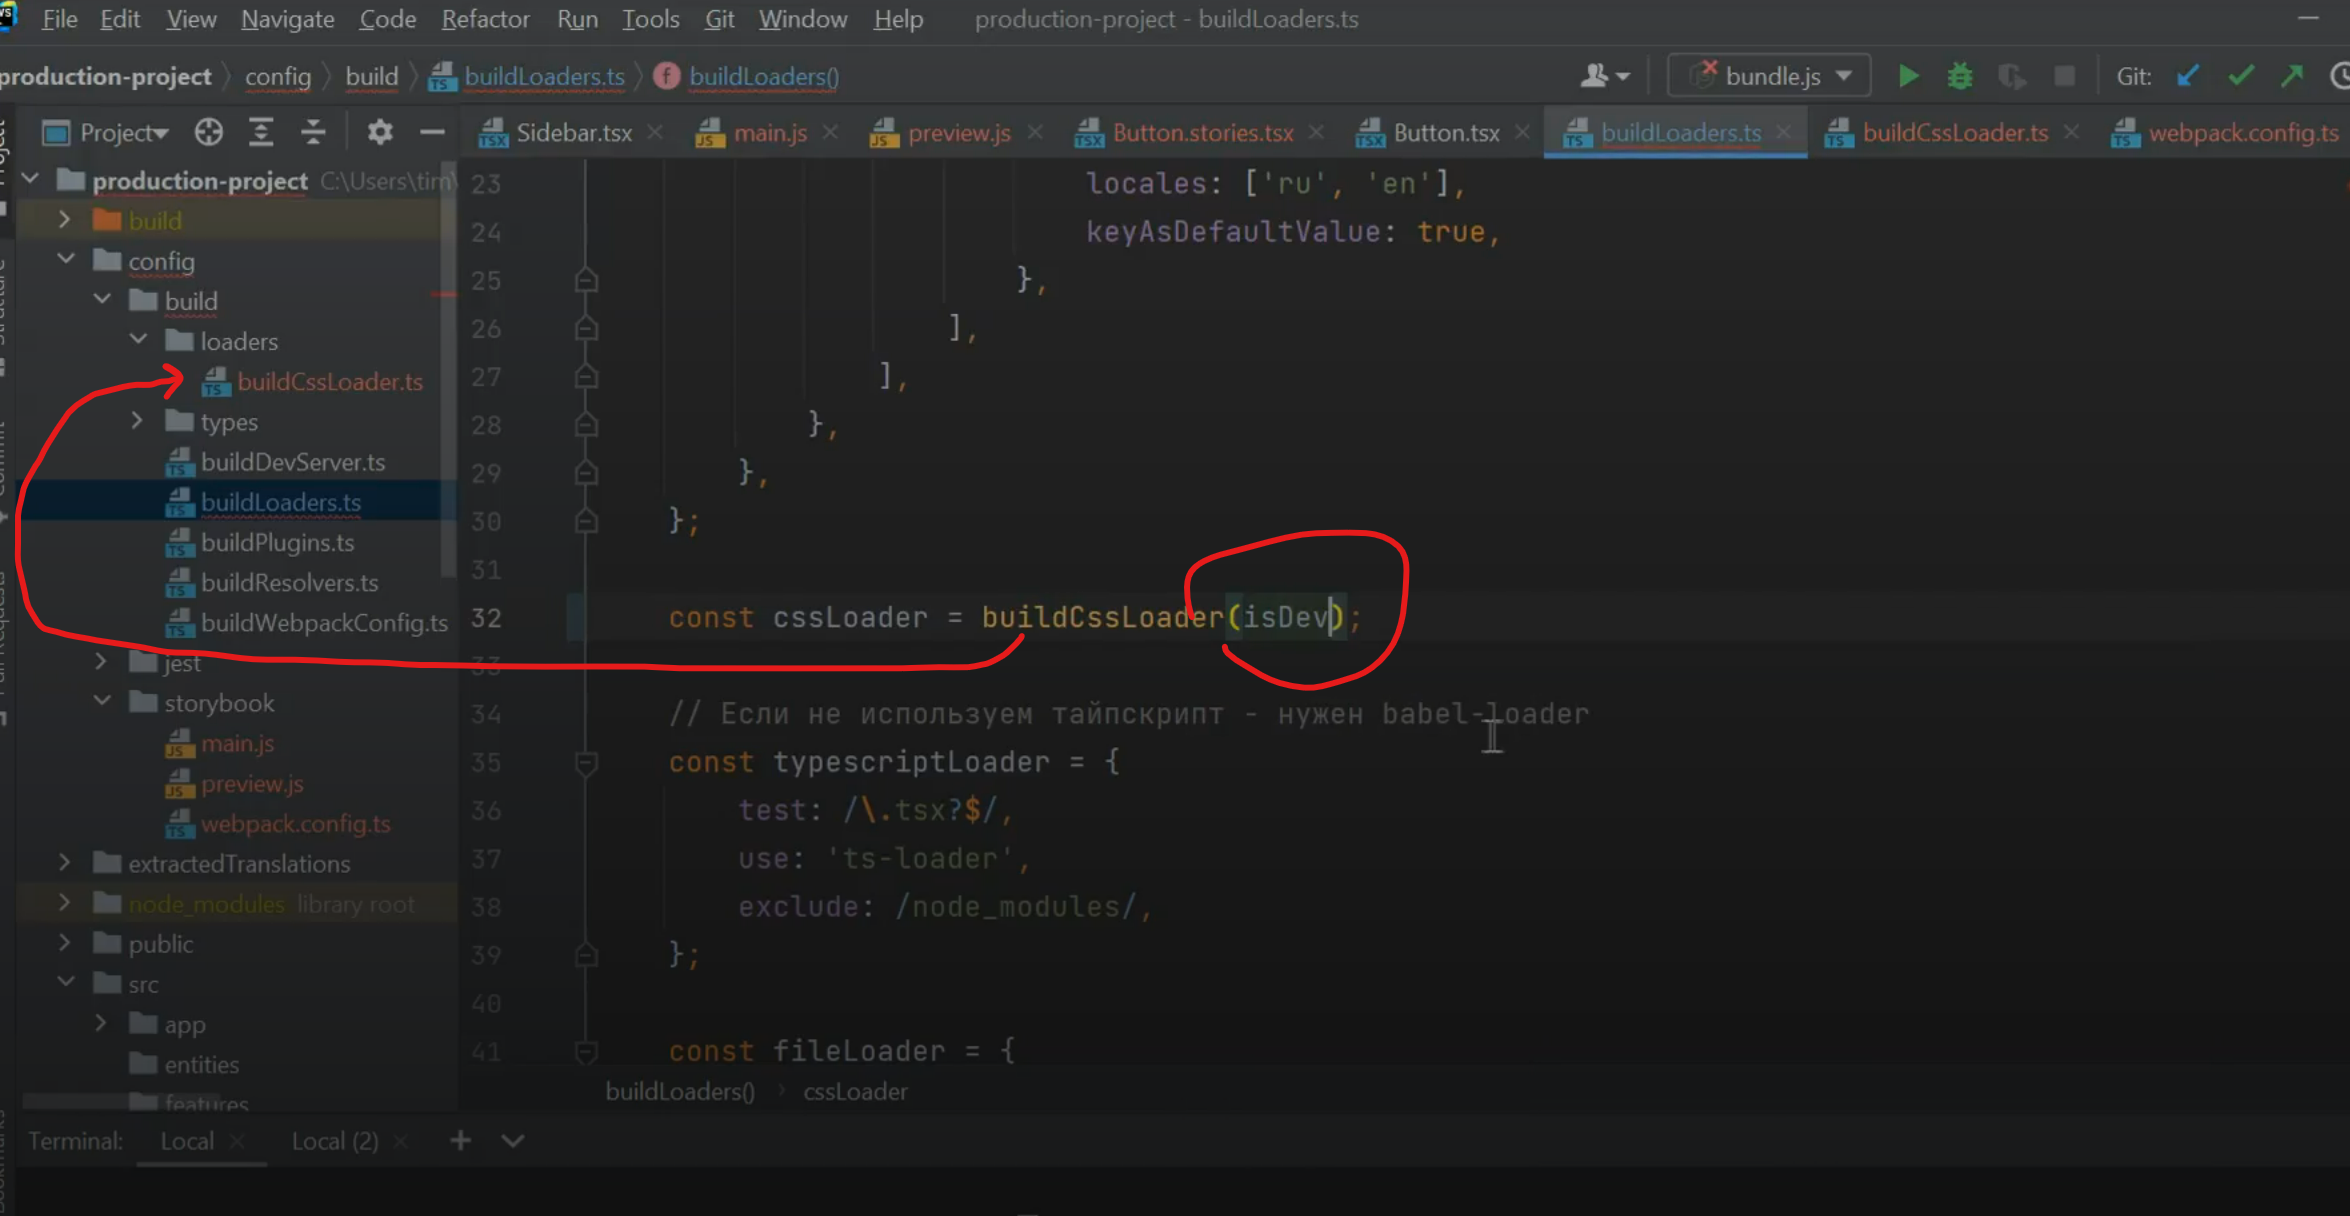 File Edit View Navigate Code Refactor Run Tools Git Window Help production-project - buildLoaders.ts
production-project config build buildLoaders.ts buildLoaders() bundle.js Git:
Project Sidebar.tsx main.js preview.js Button.stories.tsx Button.tsx buildLoaders.ts buildCssLoader.ts webpack.config.ts
production-project C:\Users\tim\
build
config
build
loaders
buildCssLoader.ts
types
buildDevServer.ts
buildLoaders.ts
buildPlugins.ts
buildResolvers.ts
buildWebpackConfig.ts
jest
storybook
main.js
preview.js
webpack.config.ts
extractedTranslations
node_modules library root
public
src
app
entities
features
23 locales: ['ru', 'en'],
24 keyAsDefaultValue: true,
25 },
26 ],
27 ],
28 },
29 },
30 };
31
32 const cssLoader = buildCssLoader(isDev);
33
34 // Если не используем тайпскрипт - нужен babel-loader
35 const typescriptLoader = {
36 test: /\.tsx?$/,
37 use: 'ts-loader',
38 exclude: /node_modules/,
39 };
40
41 const fileLoader = {
buildLoaders() cssLoader
Terminal: Local Local (2)